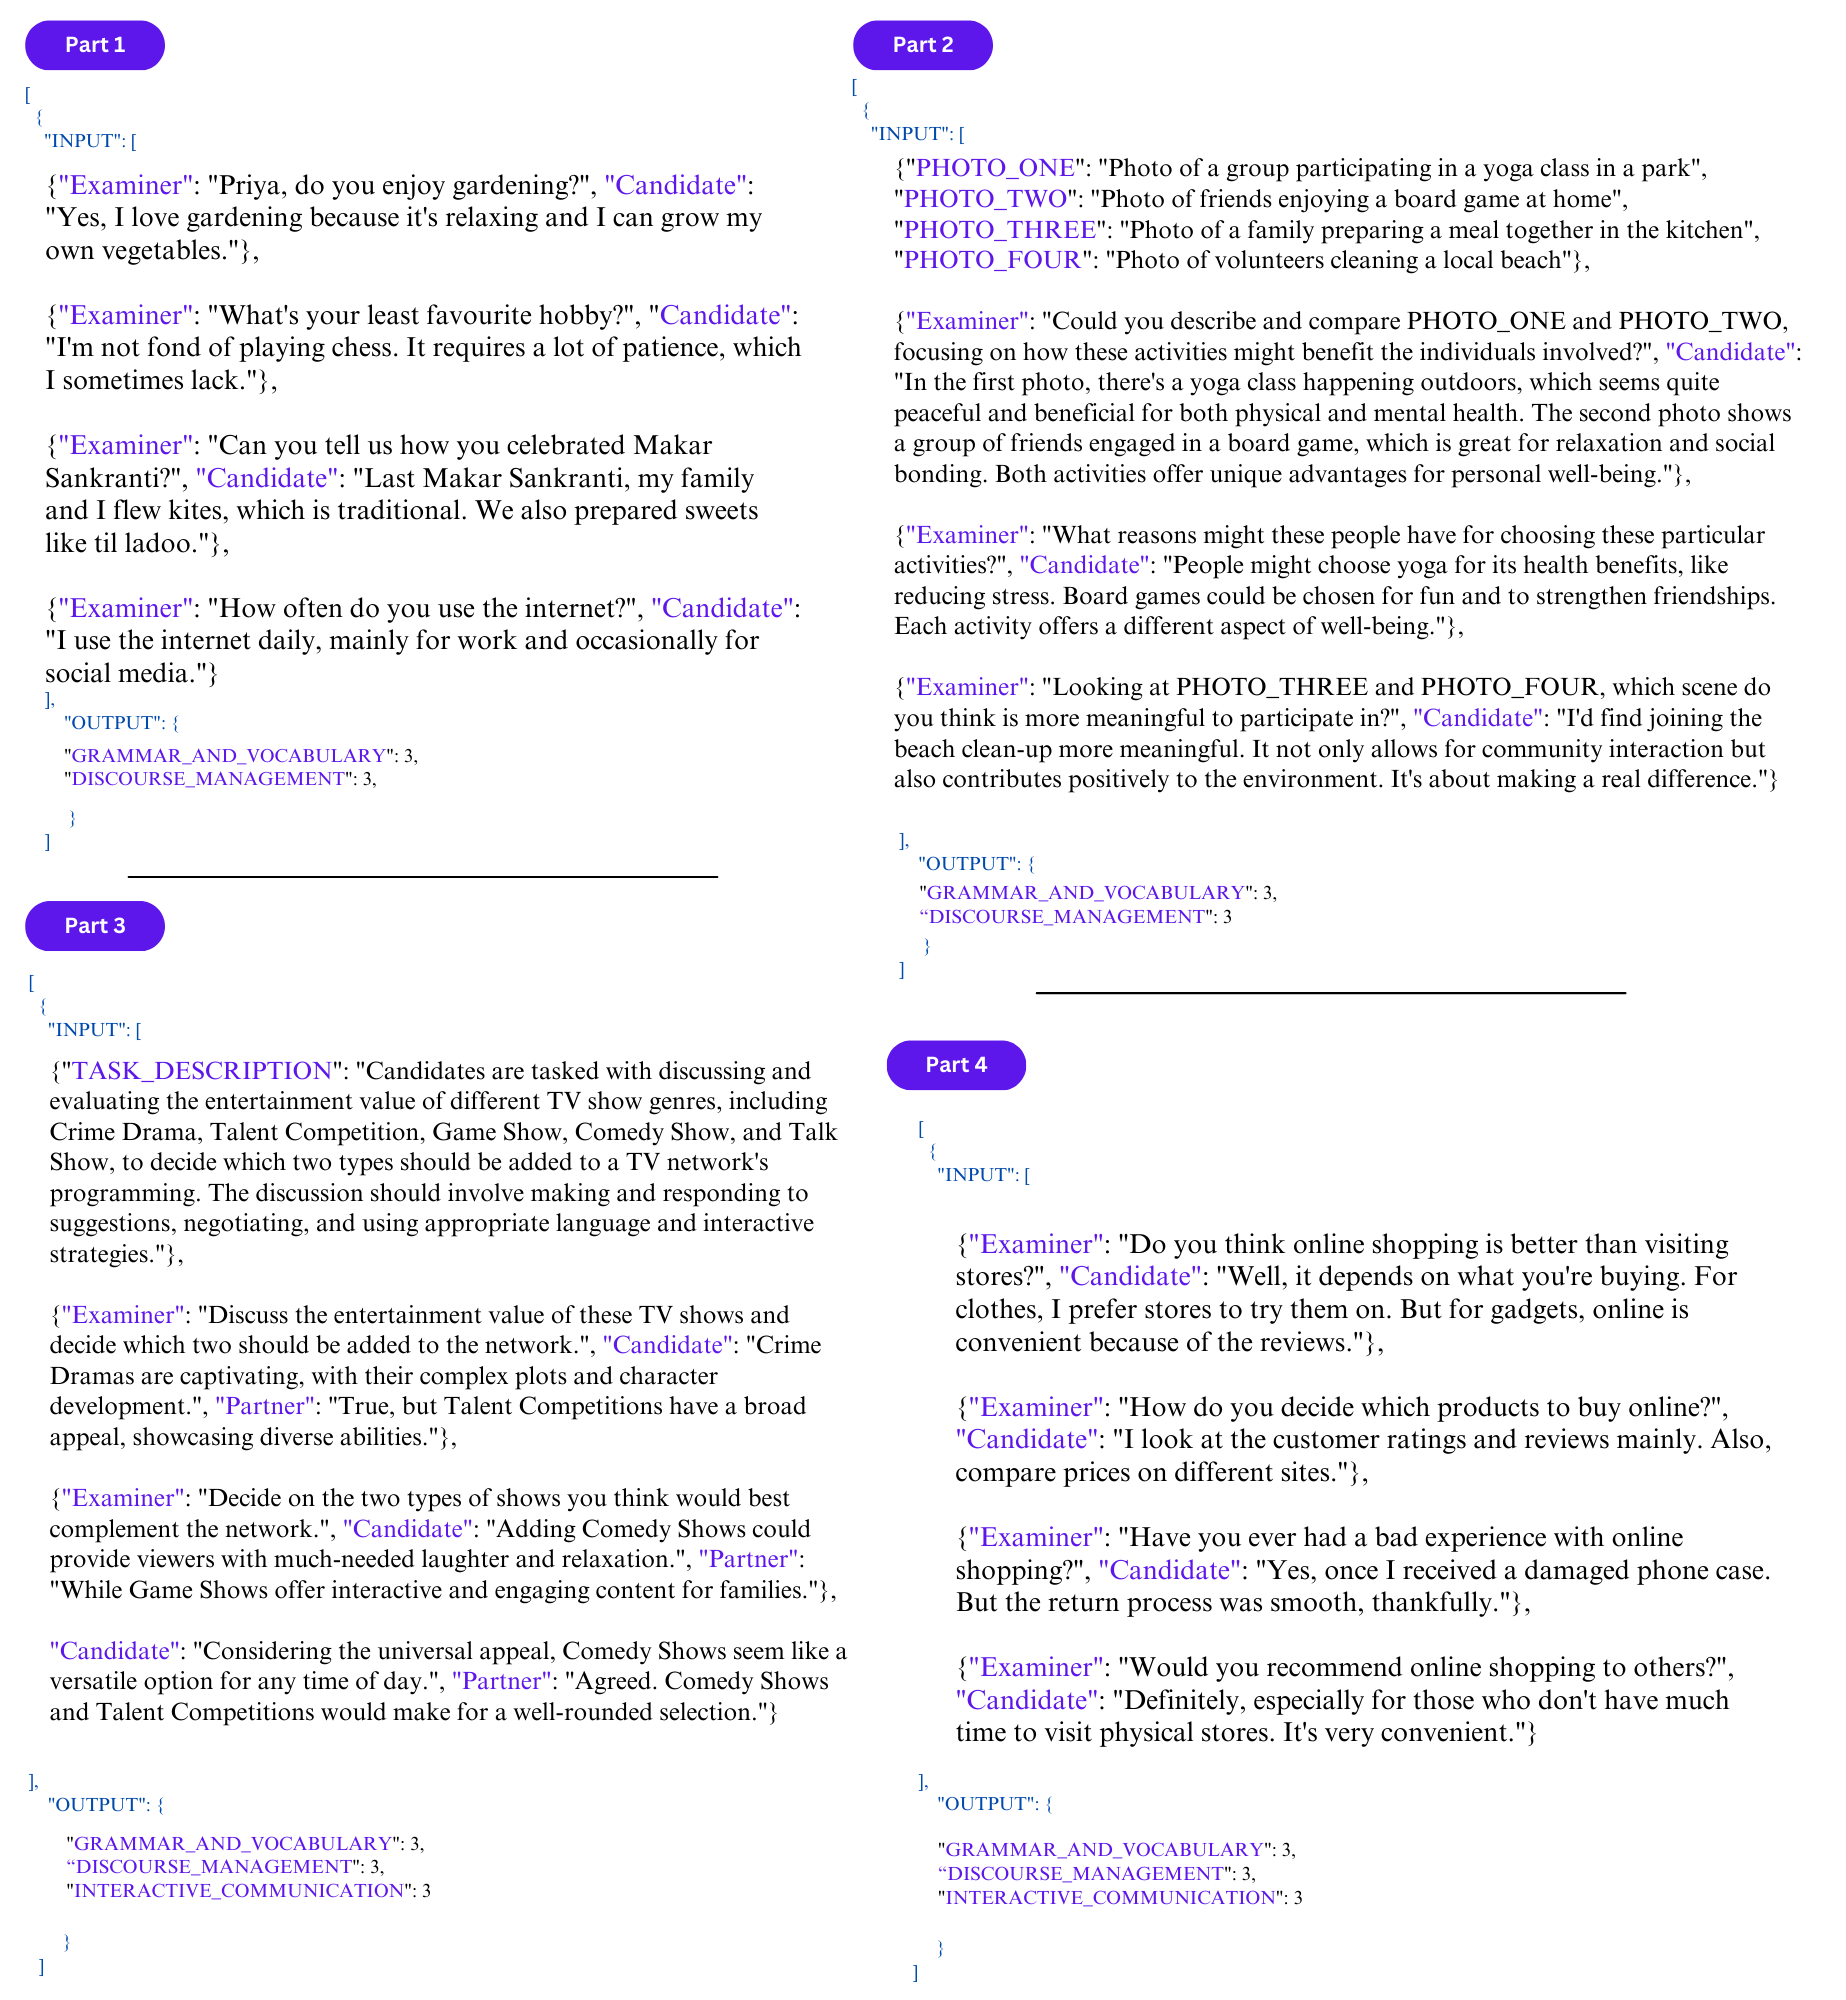 Part 1
[
{
"INPUT": [
{"Examiner": "Priya, do you enjoy gardening?", "Candidate":
"Yes, I love gardening because it's relaxing and I can grow my
own vegetables."},
{"Examiner": "What's your least favourite hobby?", "Candidate":
"I'm not fond of playing chess. It requires a lot of patience, which
I sometimes lack."},
{"Examiner": "Can you tell us how you celebrated Makar
Sankranti?", "Candidate": "Last Makar Sankranti, my family
and I flew kites, which is traditional. We also prepared sweets
like til ladoo."},
{"Examiner": "How often do you use the internet?", "Candidate":
"I use the internet daily, mainly for work and occasionally for
social media."}
],
"OUTPUT": {
"GRAMMAR_AND_VOCABULARY": 3,
"DISCOURSE_MANAGEMENT": 3,
}
]
Part 2
[
{
"INPUT": [
{"PHOTO_ONE": "Photo of a group participating in a yoga class in a park",
"PHOTO_TWO": "Photo of friends enjoying a board game at home",
"PHOTO_THREE": "Photo of a family preparing a meal together in the kitchen",
"PHOTO_FOUR": "Photo of volunteers cleaning a local beach"},
{"Examiner": "Could you describe and compare PHOTO_ONE and PHOTO_TWO,
focusing on how these activities might benefit the individuals involved?", "Candidate":
"In the first photo, there's a yoga class happening outdoors, which seems quite
peaceful and beneficial for both physical and mental health. The second photo shows
a group of friends engaged in a board game, which is great for relaxation and social
bonding. Both activities offer unique advantages for personal well-being."},
{"Examiner": "What reasons might these people have for choosing these particular
activities?", "Candidate": "People might choose yoga for its health benefits, like
reducing stress. Board games could be chosen for fun and to strengthen friendships.
Each activity offers a different aspect of well-being."},
{"Examiner": "Looking at PHOTO_THREE and PHOTO_FOUR, which scene do
you think is more meaningful to participate in?", "Candidate": "I'd find joining the
beach clean-up more meaningful. It not only allows for community interaction but
also contributes positively to the environment. It's about making a real difference."}
],
"OUTPUT": {
"GRAMMAR_AND_VOCABULARY": 3,
“DISCOURSE_MANAGEMENT": 3
}
]
Part 3
[
{
"INPUT": [
{"TASK_DESCRIPTION": "Candidates are tasked with discussing and
evaluating the entertainment value of different TV show genres, including
Crime Drama, Talent Competition, Game Show, Comedy Show, and Talk
Show, to decide which two types should be added to a TV network's
programming. The discussion should involve making and responding to
suggestions, negotiating, and using appropriate language and interactive
strategies."},
{"Examiner": "Discuss the entertainment value of these TV shows and
decide which two should be added to the network.", "Candidate": "Crime
Dramas are captivating, with their complex plots and character
development.", "Partner": "True, but Talent Competitions have a broad
appeal, showcasing diverse abilities."},
{"Examiner": "Decide on the two types of shows you think would best
complement the network.", "Candidate": "Adding Comedy Shows could
provide viewers with much-needed laughter and relaxation.", "Partner":
"While Game Shows offer interactive and engaging content for families."},
"Candidate": "Considering the universal appeal, Comedy Shows seem like a
versatile option for any time of day.", "Partner": "Agreed. Comedy Shows
and Talent Competitions would make for a well-rounded selection."}
],
"OUTPUT": {
"GRAMMAR_AND_VOCABULARY": 3,
“DISCOURSE_MANAGEMENT": 3,
"INTERACTIVE_COMMUNICATION": 3
}
]
Part 4
[
{
"INPUT": [
{"Examiner": "Do you think online shopping is better than visiting
stores?", "Candidate": "Well, it depends on what you're buying. For
clothes, I prefer stores to try them on. But for gadgets, online is
convenient because of the reviews."},
{"Examiner": "How do you decide which products to buy online?",
"Candidate": "I look at the customer ratings and reviews mainly. Also,
compare prices on different sites."},
{"Examiner": "Have you ever had a bad experience with online
shopping?", "Candidate": "Yes, once I received a damaged phone case.
But the return process was smooth, thankfully."},
{"Examiner": "Would you recommend online shopping to others?",
"Candidate": "Definitely, especially for those who don't have much
time to visit physical stores. It's very convenient."}
],
"OUTPUT": {
"GRAMMAR_AND_VOCABULARY": 3,
“DISCOURSE_MANAGEMENT": 3,
"INTERACTIVE_COMMUNICATION": 3
}
]